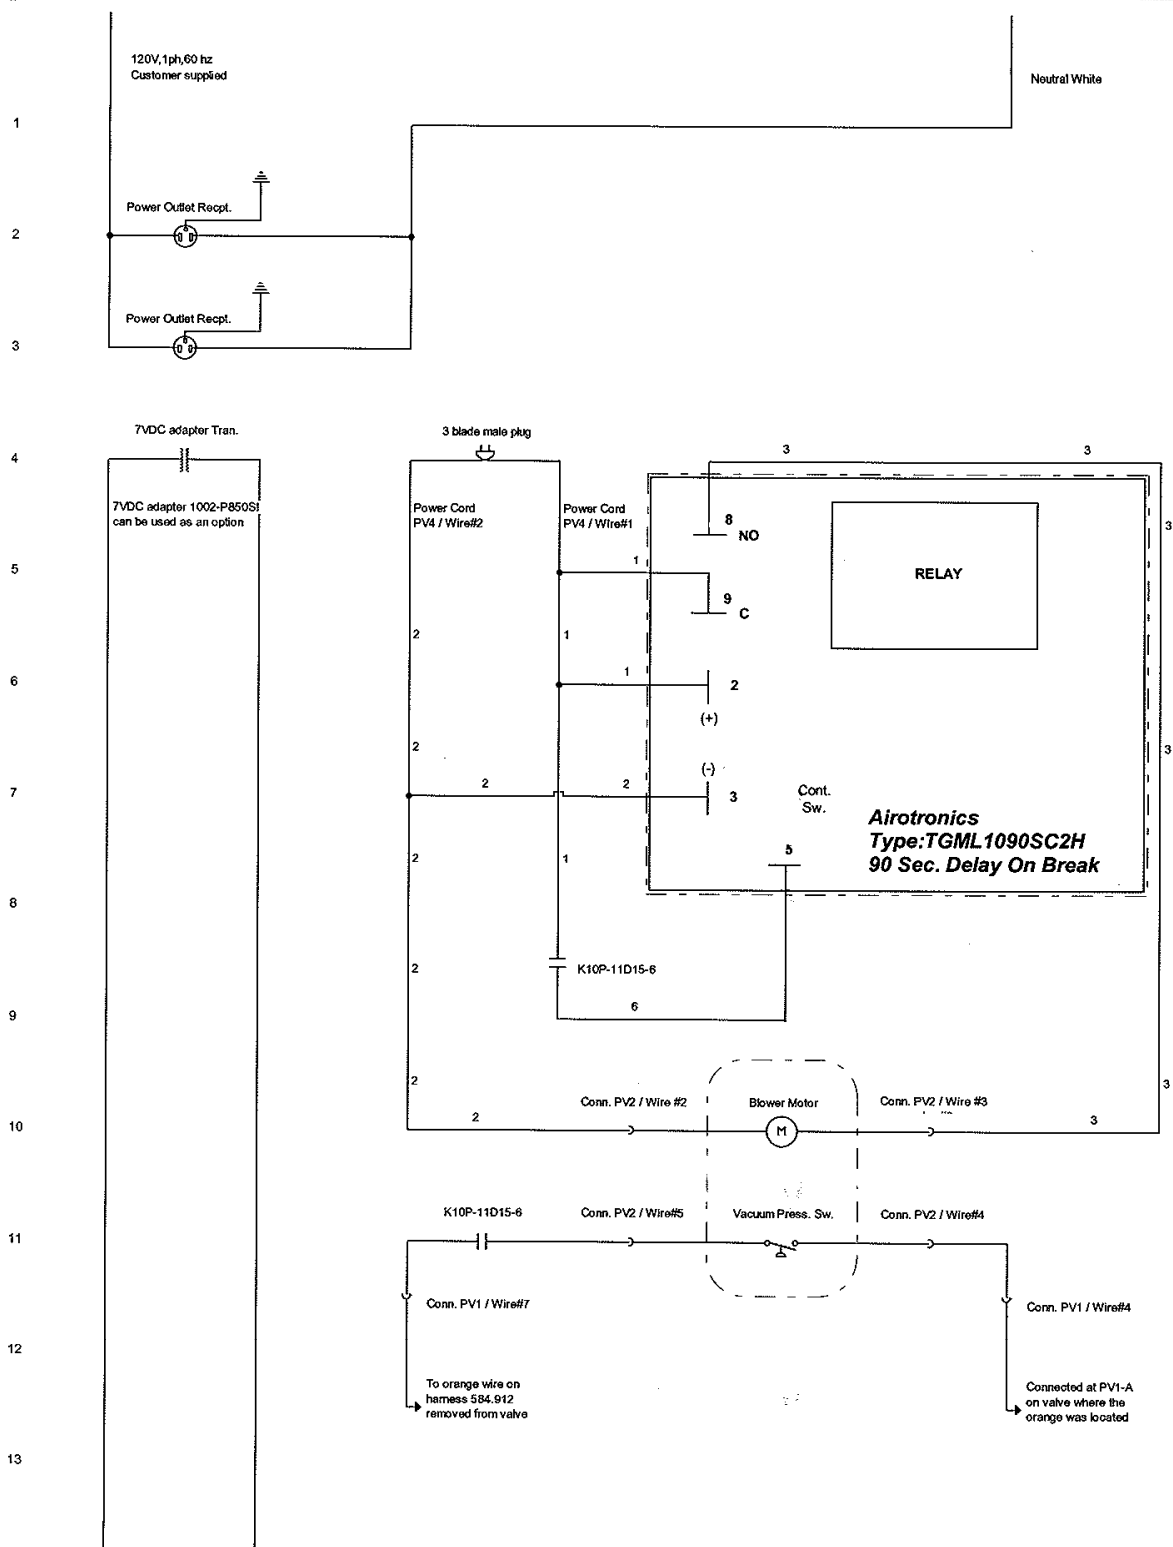 120V,1ph,60 hz
Customer supplied
Neutral White
1
Power Outlet Recpt.
2
Power Outlet Recpt.
3
7VDC adapter Tran.
3 blade male plug
3
3
4
7VDC adapter 1002-P850SI
can be used as an option
Power Cord
PV4 / Wire#2
Power Cord
PV4 / Wire#1
8
NO
3
5
1
RELAY
9
C
2
1
6
1
2
(+)
2
3
(-)
7
2
2
3
Cont.
Sw.
Airotronics
Type:TGML1090SC2H
90 Sec. Delay On Break
2
1
5
8
2
K10P-11D15-6
9
6
2
3
Conn. PV2 / Wire #2
Blower Motor
Conn. PV2 / Wire #3
10
2
M
3
K10P-11D15-6
Conn. PV2 / Wire#5
Vacuum Press. Sw.
Conn. PV2 / Wire#4
11
Conn. PV1 / Wire#7
Conn. PV1 / Wire#4
12
To orange wire on
harness 584.912
removed from valve
Connected at PV1-A
on valve where the
orange was located
13